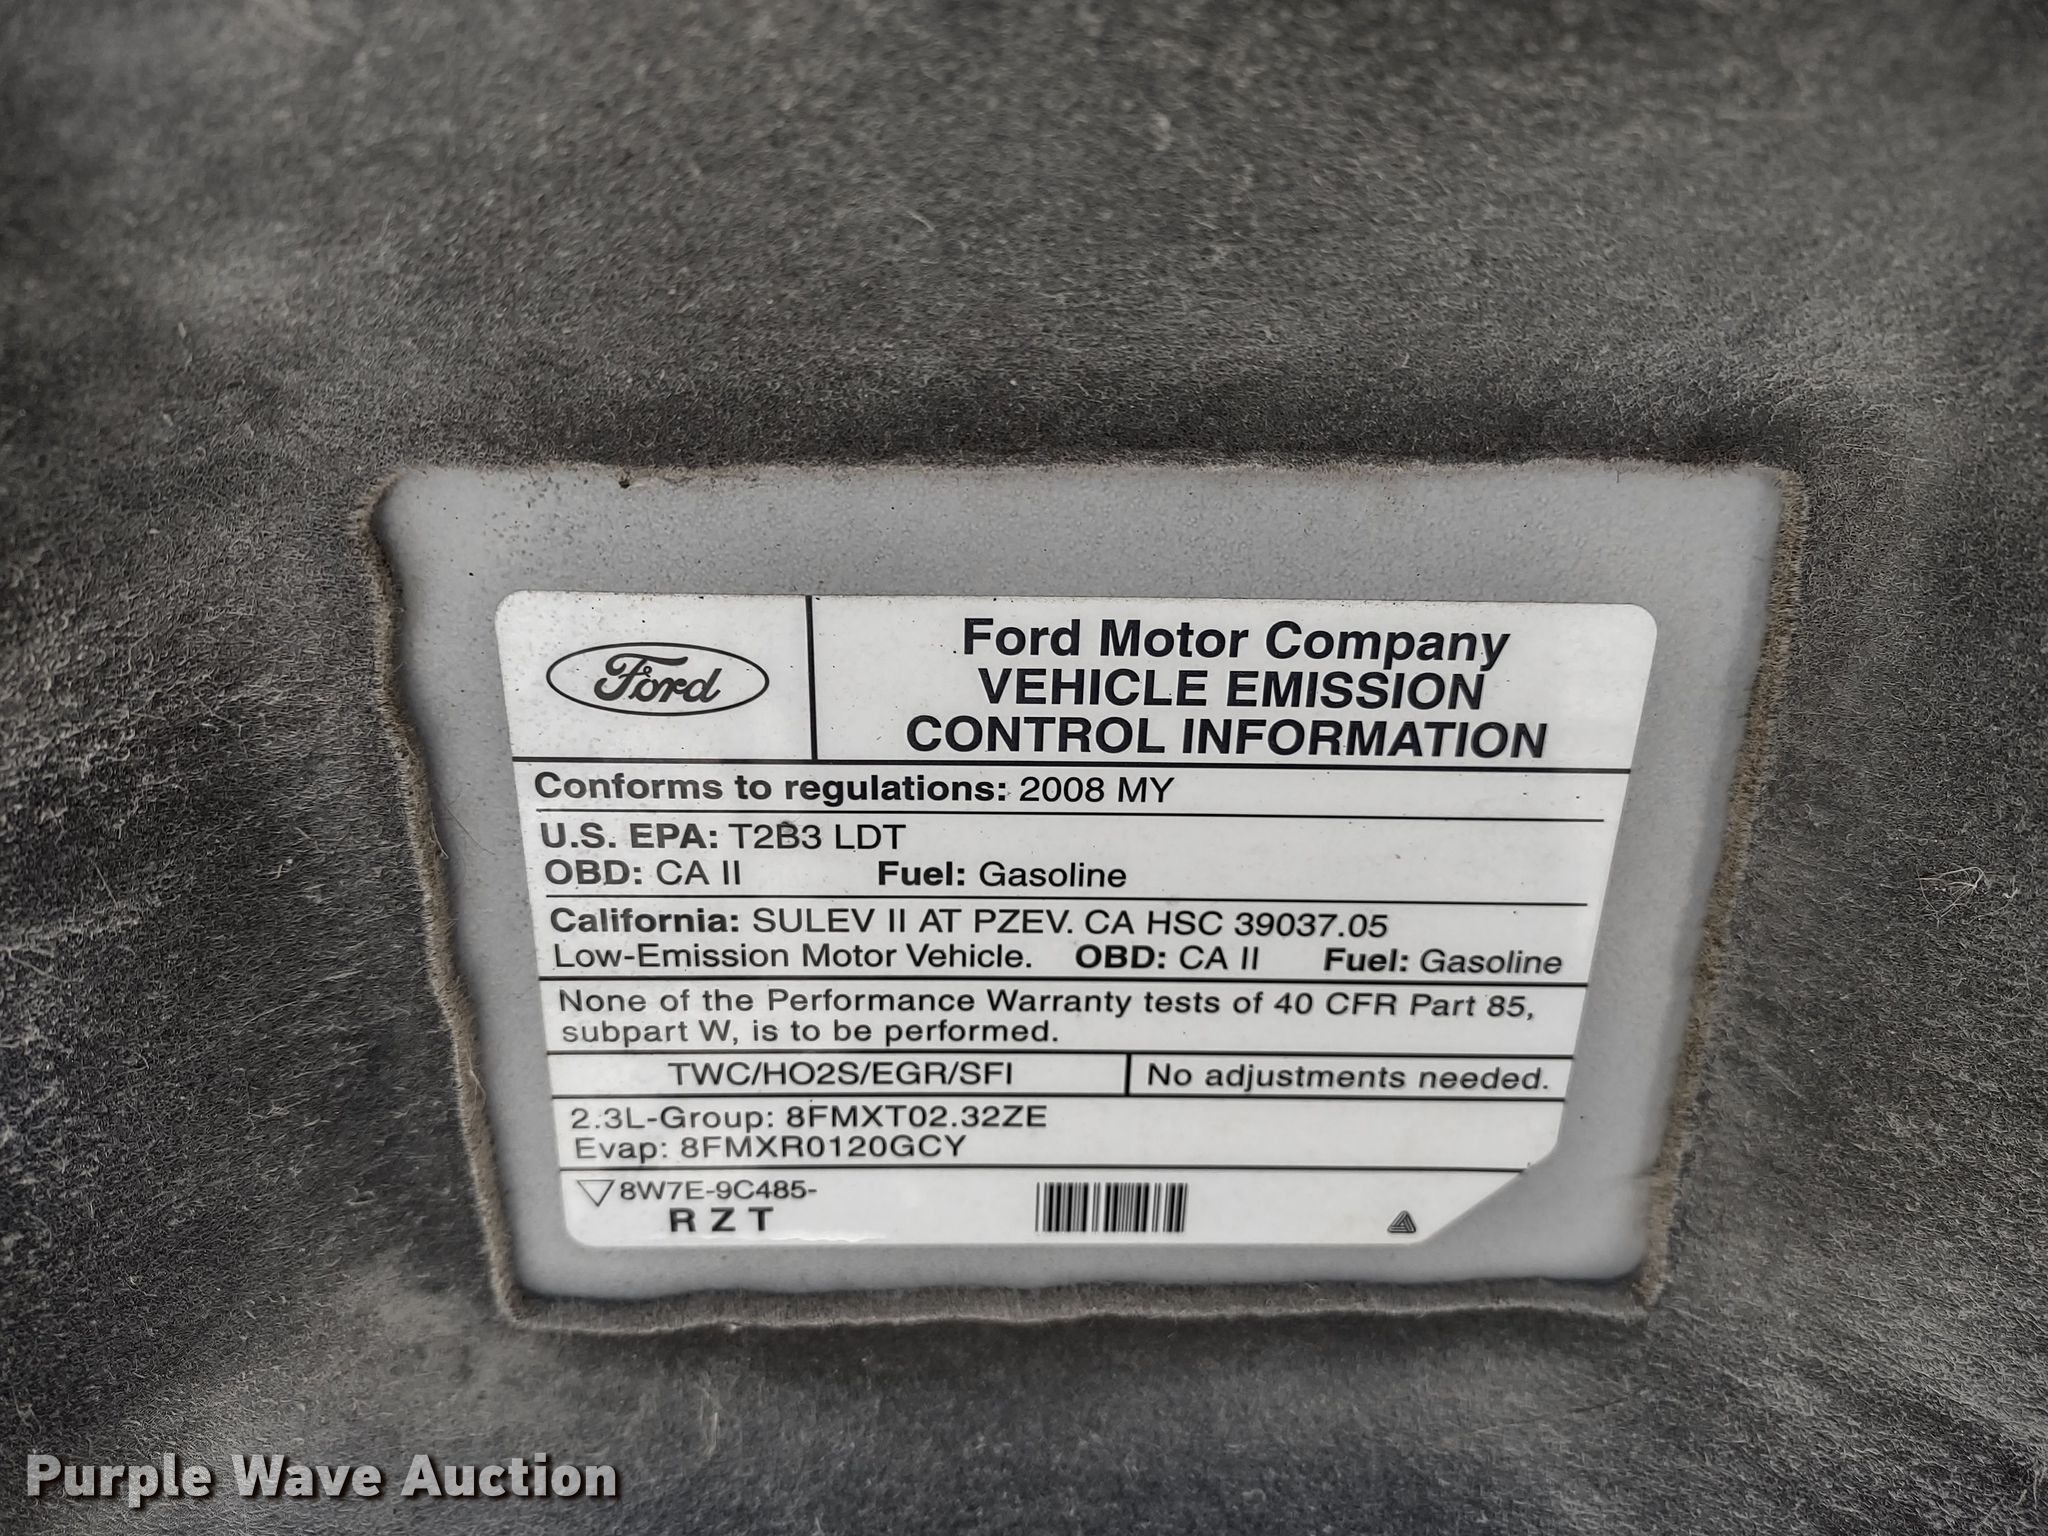 Ford
Ford Motor Company
VEHICLE EMISSION
CONTROL INFORMATION
Conforms to regulations: 2008 MY
U.S. EPA: T2B3 LDT
OBD: CA II Fuel: Gasoline
California: SULEV II AT PZEV. CA HSC 39037.05
Low-Emission Motor Vehicle. OBD: CA II Fuel: Gasoline
None of the Performance Warranty tests of 40 CFR Part 85,
subpart W, is to be performed.
TWC/HO2S/EGR/SFI No adjustments needed.
2.3L-Group: 8FMXT02.32ZE
Evap: 8FMXR0120GCY
8W7E-9C485-
R Z T
Purple Wave Auction